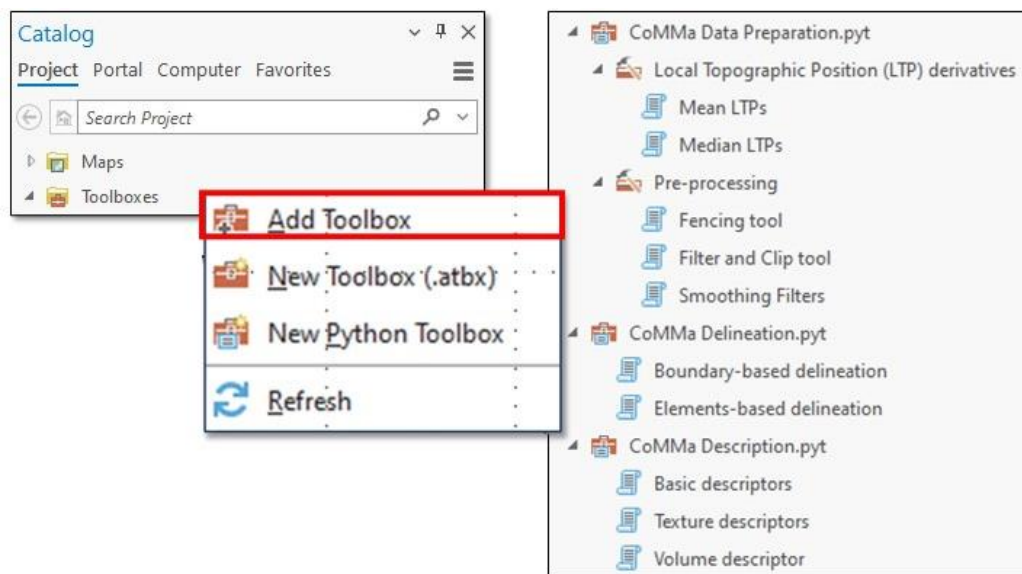 Catalog
Project Portal Computer Favorites
Search Project
Maps
Toolboxes
Add Toolbox
New Toolbox (.atbx)
New Python Toolbox
Refresh
CoMMa Data Preparation.pyt
Local Topographic Position (LTP) derivatives
Mean LTPs
Median LTPs
Pre-processing
Fencing tool
Filter and Clip tool
Smoothing Filters
CoMMa Delineation.pyt
Boundary-based delineation
Elements-based delineation
CoMMa Description.pyt
Basic descriptors
Texture descriptors
Volume descriptor